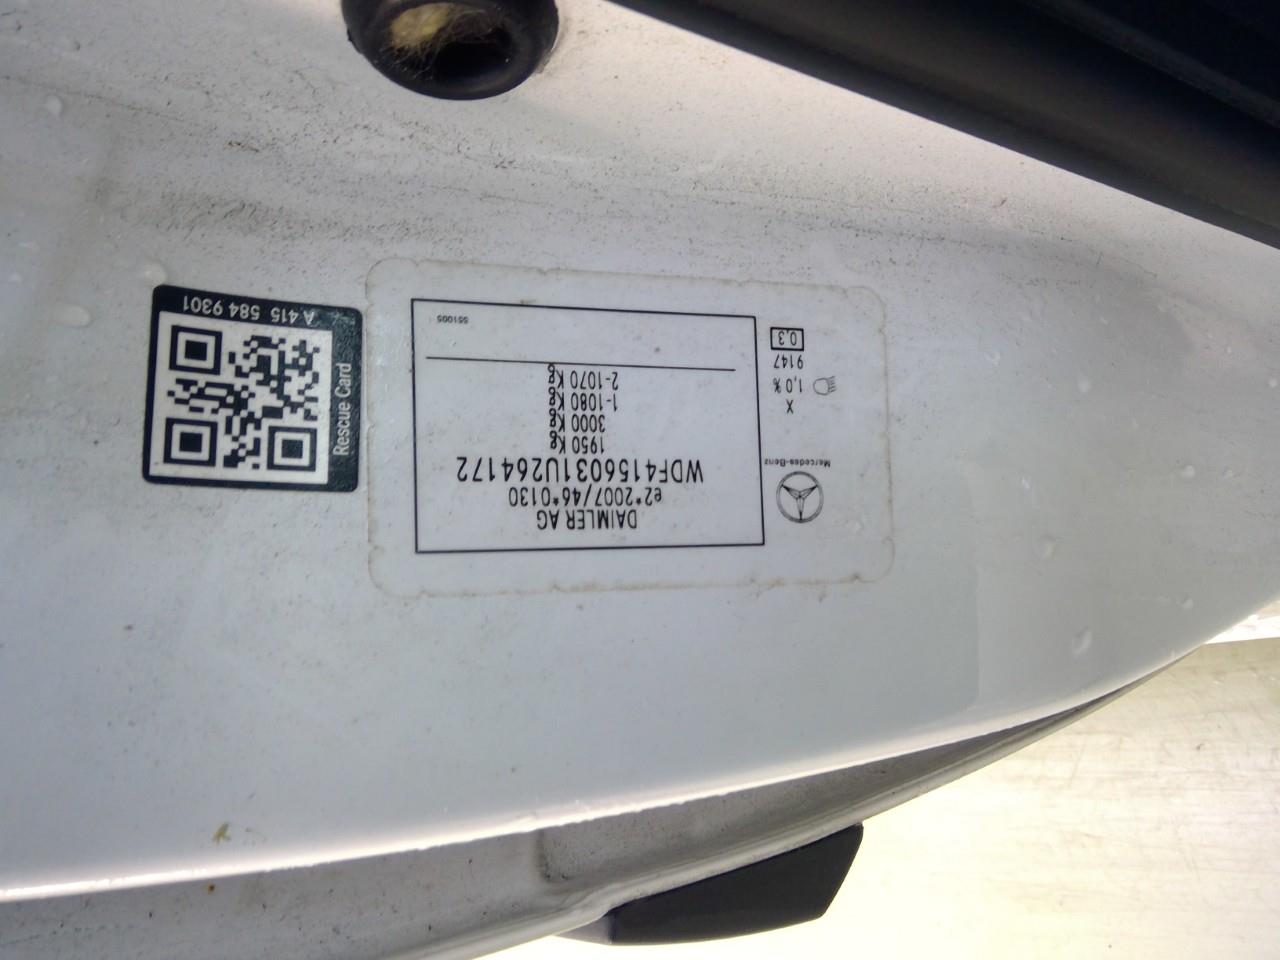 Mercedes-Benz
X
1,0 %
9147
0.3
DAIMLER AG
e2*2007/46*0130
WDF4156031U264172
1950 Kg
3000 Kg
1-1080 Kg
2-1070 Kg
551005
A 415 584 9301
Rescue Card